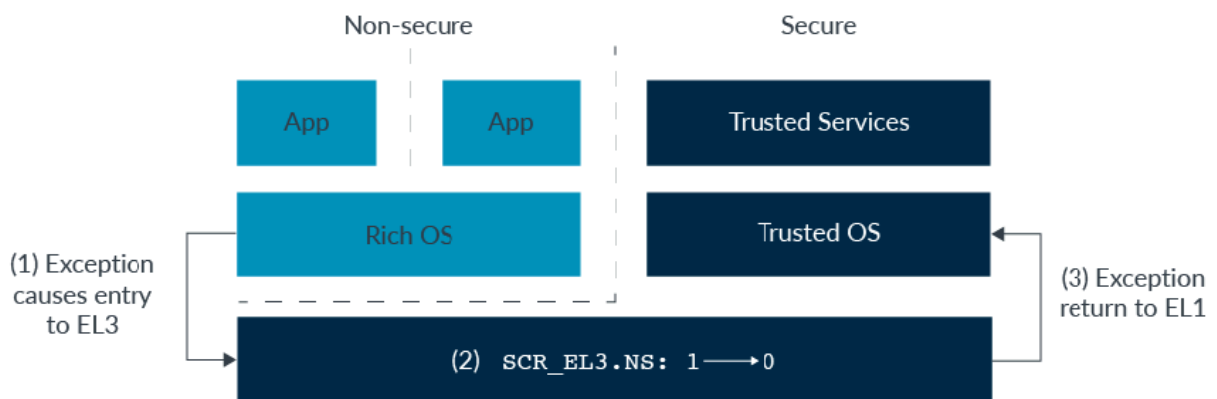 Non-secure
Secure
App
App
Trusted Services
Rich OS
Trusted OS
(1) Exception
causes entry
to EL3
(3) Exception
return to EL1
(2) SCR_EL3.NS: 1⟶0